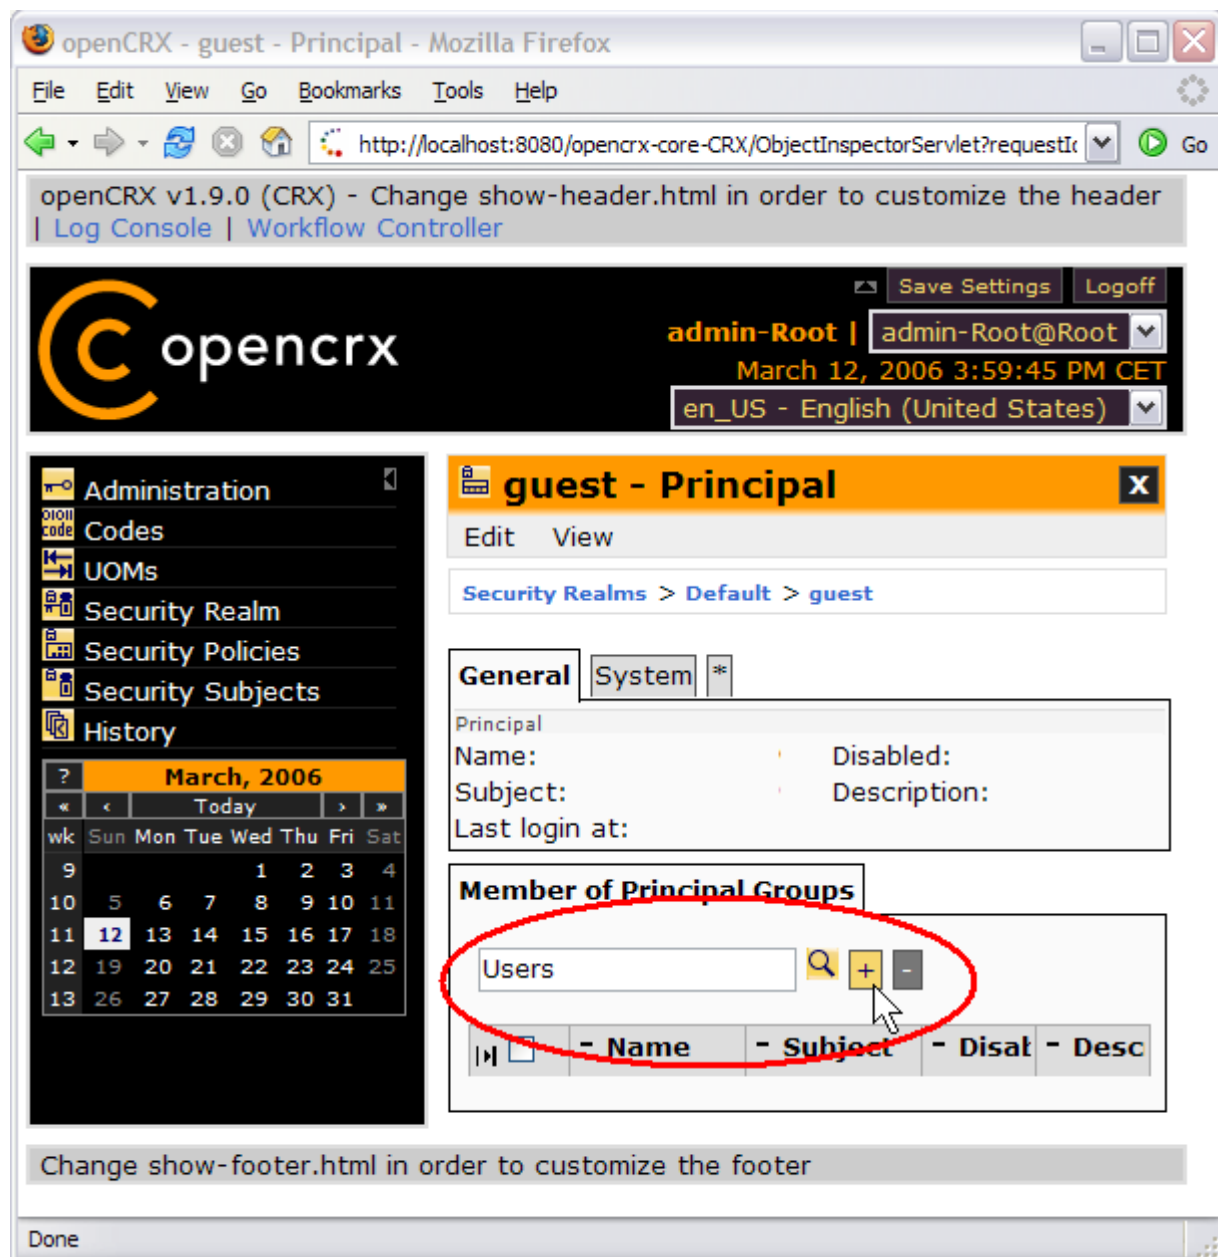 openCRX - guest - Principal - Mozilla Firefox
File Edit View Go Bookmarks Tools Help
http://localhost:8080/opencrx-core-CRX/ObjectInspectorServlet?requestId Go
openCRX v1.9.0 (CRX) - Change show-header.html in order to customize the header
| Log Console | Workflow Controller
Save Settings Logoff
opencrx
admin-Root | admin-Root@Root
March 12, 2006 3:59:45 PM CET
en_US - English (United States)
Administration
Codes
UOMs
Security Realm
Security Policies
Security Subjects
History
? March, 2006
« ‹ Today › »
wk Sun Mon Tue Wed Thu Fri Sat
9 1 2 3 4
10 5 6 7 8 9 10 11
11 12 13 14 15 16 17 18
12 19 20 21 22 23 24 25
13 26 27 28 29 30 31
guest - Principal X
Edit View
Security Realms > Default > guest
General System *
Principal
Name: Disabled:
Subject: Description:
Last login at:
Member of Principal Groups
Users + -
- Name - Subject - Disab - Desc
Change show-footer.html in order to customize the footer
Done